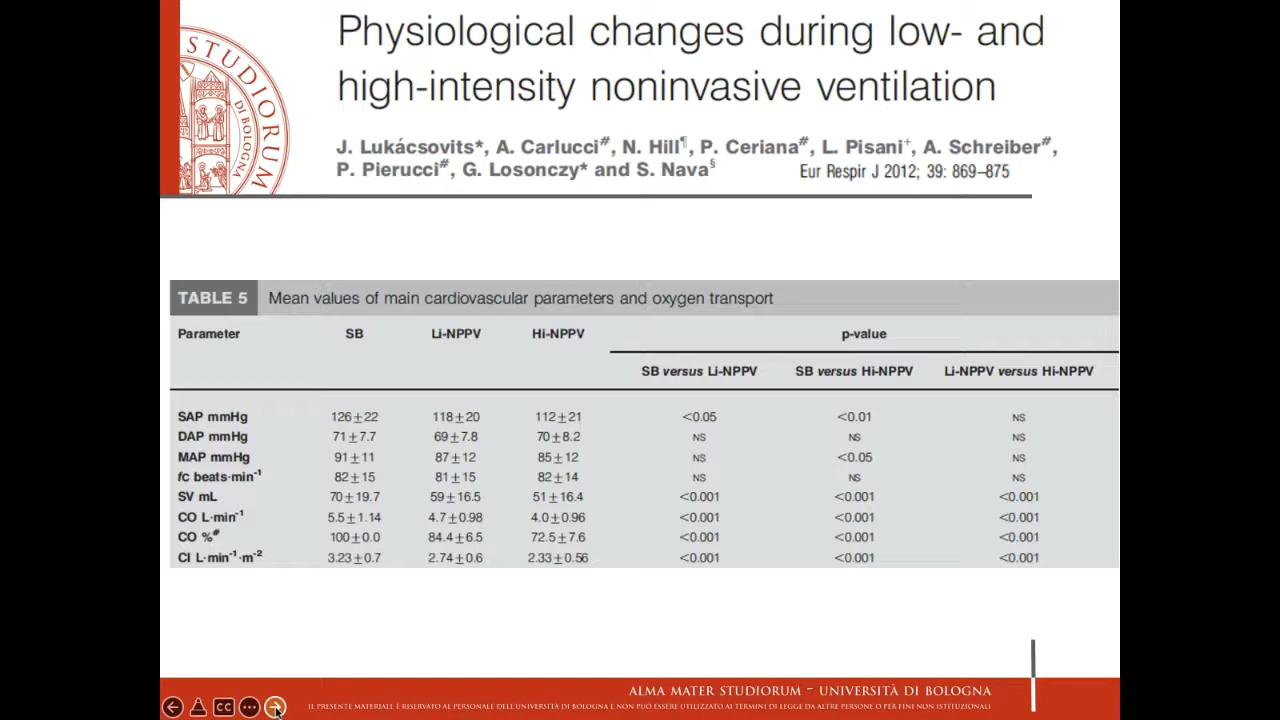 Physiological changes during low- and
high-intensity noninvasive ventilation
J. Lukácsovits*, A. Carlucci#, N. Hill¶, P. Ceriana#, L. Pisani+, A. Schreiber#,
P. Pierucci#, G. Losonczy* and S. Nava§
Eur Respir J 2012; 39: 869–875
STUDIORUM
DI BOLOGNA
TABLE 5 Mean values of main cardiovascular parameters and oxygen transport
Parameter SB Li-NPPV Hi-NPPV p-value
SB versus Li-NPPV SB versus Hi-NPPV Li-NPPV versus Hi-NPPV
SAP mmHg 126±22 118±20 112±21 <0.05 <0.01 NS
DAP mmHg 71±7.7 69±7.8 70±8.2 NS NS NS
MAP mmHg 91±11 87±12 85±12 NS <0.05 NS
fC beats·min-1 82±15 81±15 82±14 NS NS NS
SV mL 70±19.7 59±16.5 51±16.4 <0.001 <0.001 <0.001
CO L·min-1 5.5±1.14 4.7±0.98 4.0±0.96 <0.001 <0.001 <0.001
CO %# 100±0.0 84.4±6.5 72.5±7.6 <0.001 <0.001 <0.001
CI L·min-1·m-2 3.23±0.7 2.74±0.6 2.33±0.56 <0.001 <0.001 <0.001
ALMA MATER STUDIORUM - UNIVERSITÀ DI BOLOGNA
IL PRESENTE MATERIALE È RISERVATO AL PERSONALE DELL'UNIVERSITÀ DI BOLOGNA E NON PUÒ ESSERE UTILIZZATO AI TERMINI DI LEGGE DA ALTRE PERSONE O PER FINI NON ISTITUZIONALI
CC